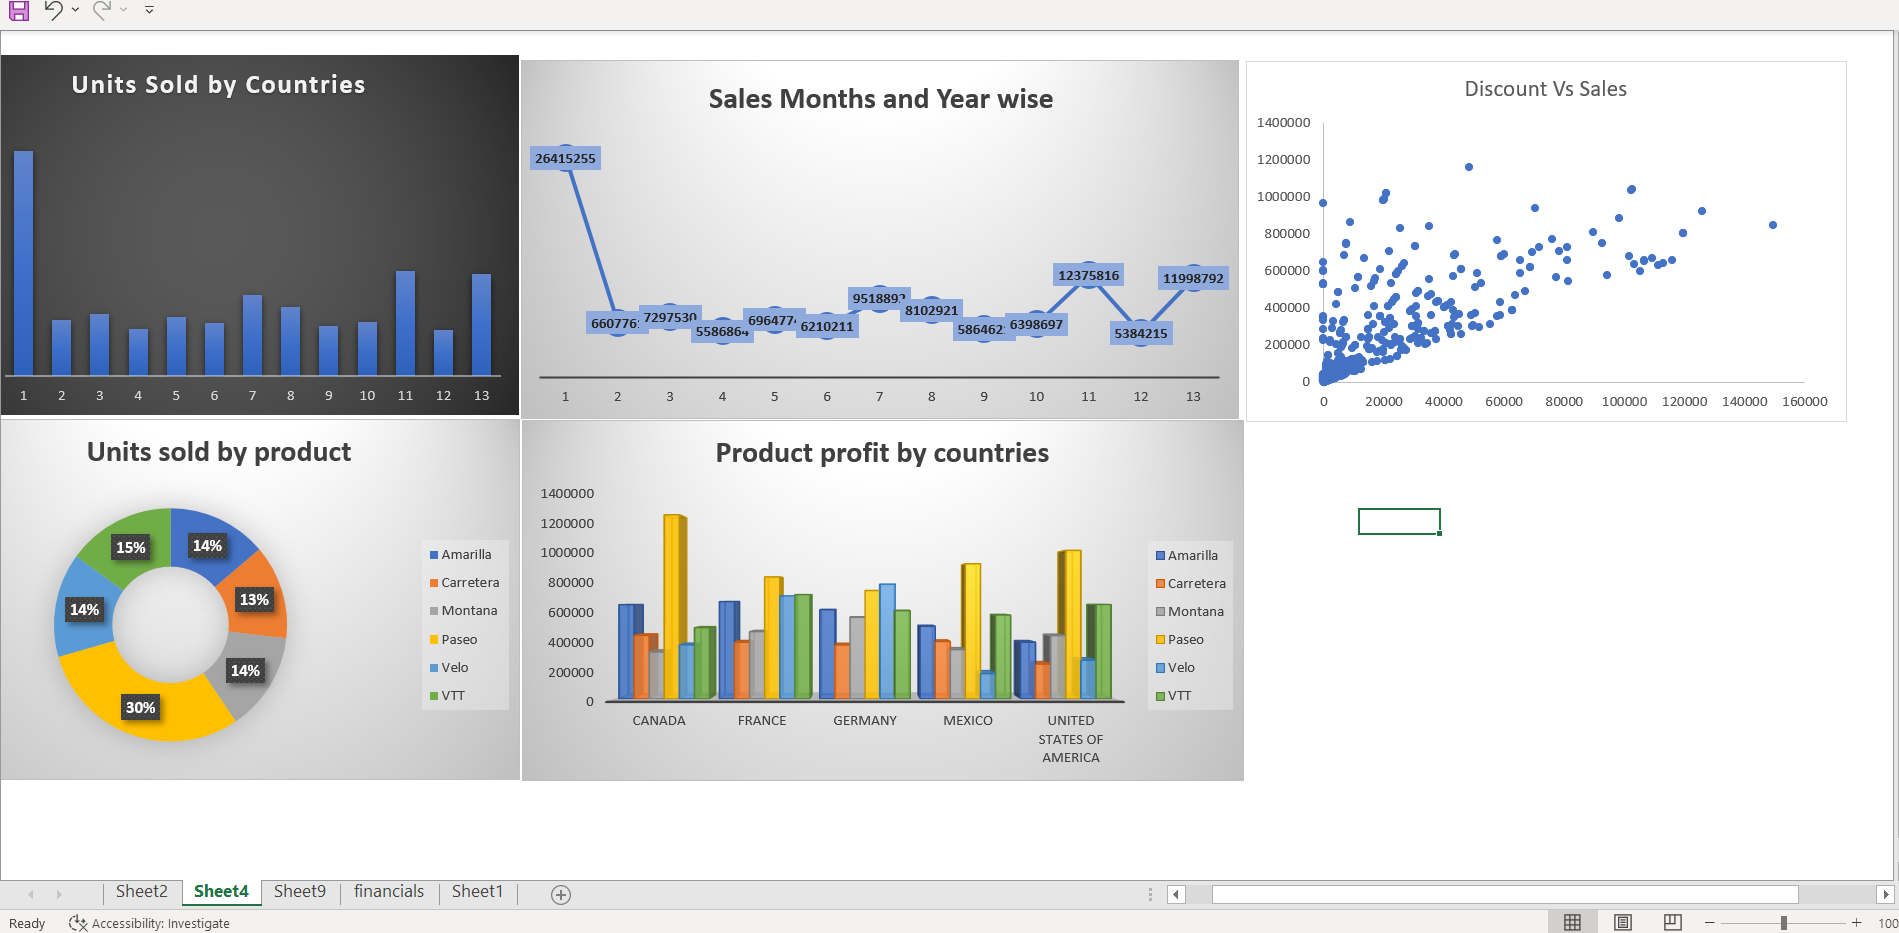 Units Sold by Countries
1 2 3 4 5 6 7 8 9 10 11 12 13
Sales Months and Year wise
26415255
7297530
5586864
6210211
9518892
8102921
6398697
12375816
5384215
11998792
1 2 3 4 5 6 7 8 9 10 11 12 13
Discount Vs Sales
1400000
1200000
1000000
800000
600000
400000
200000
0
0 20000 40000 60000 80000 100000 120000 140000 160000
Units sold by product
15%
14%
13%
14%
14%
30%
Amarilla
Carretera
Montana
Paseo
Velo
VTT
Product profit by countries
1400000
1200000
1000000
800000
600000
400000
200000
0
CANADA FRANCE GERMANY MEXICO UNITED
STATES OF
AMERICA
Amarilla
Carretera
Montana
Paseo
Velo
VTT
Sheet2 Sheet4 Sheet9 financials Sheet1
Ready Accessibility: Investigate
100